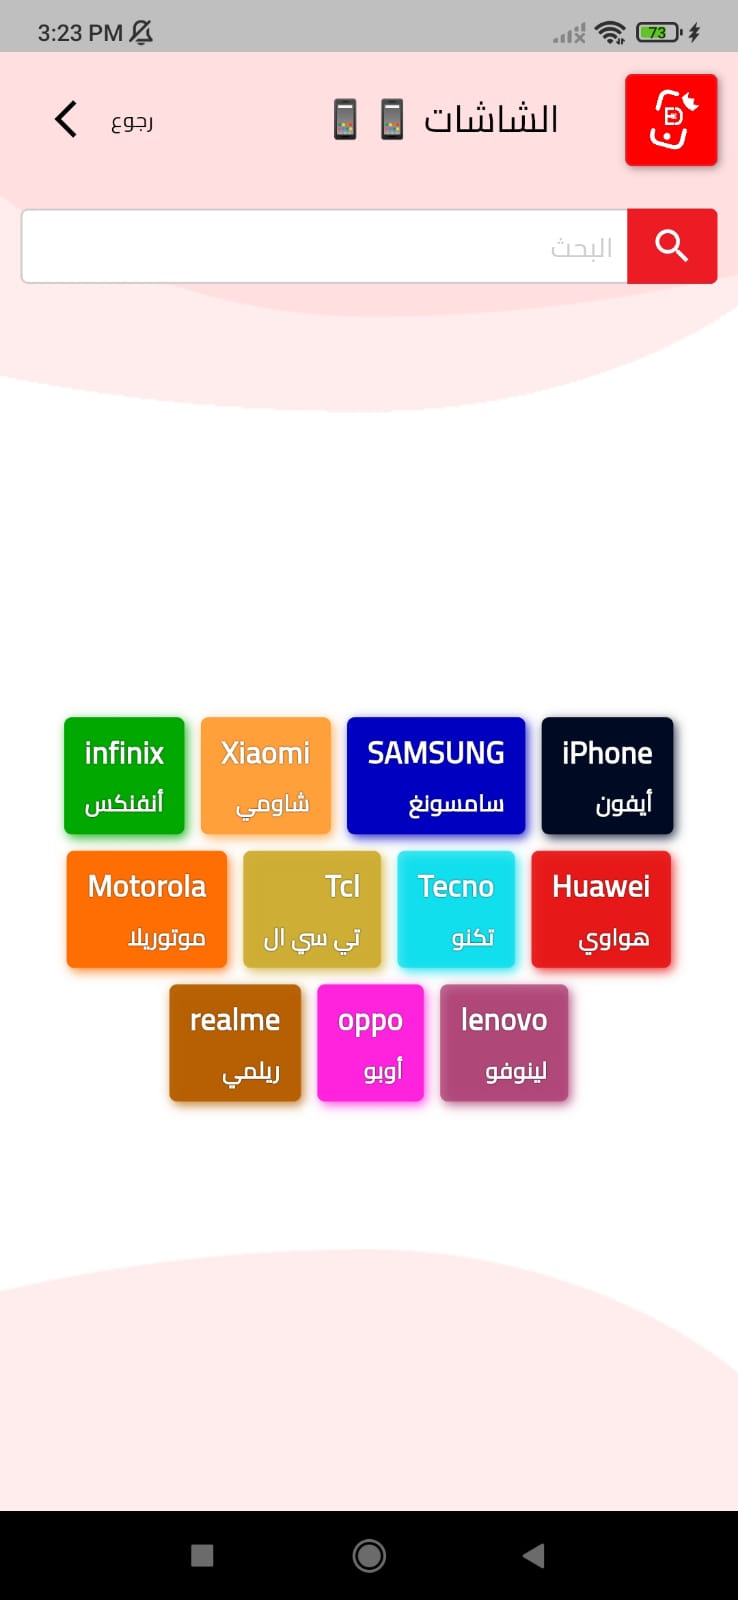 3:23 PM
73
الشاشات
رجوع
البحث
iPhone
أيفون
SAMSUNG
سامسونغ
Xiaomi
شاومي
infinix
أنفنكس
Huawei
هواوي
Tecno
تكنو
Tcl
تي سي ال
Motorola
موتوريلا
lenovo
لينوفو
oppo
أوبو
realme
ريلمي